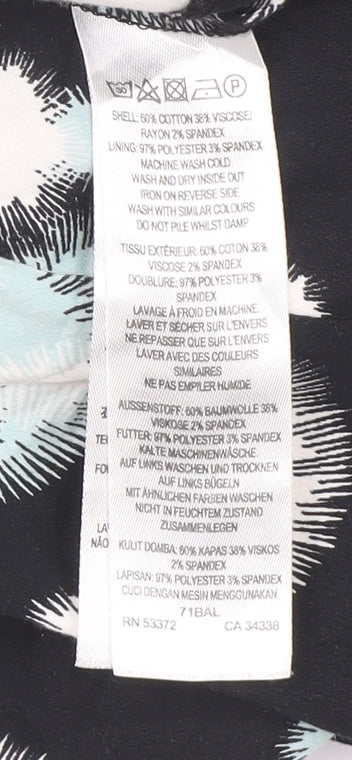 SHELL: 60% COTTON 38% VISCOSE/
RAYON 2% SPANDEX
LINING: 97% POLYESTER 3% SPANDEX
MACHINE WASH COLD
WASH AND DRY INSIDE OUT
IRON ON REVERSE SIDE
WASH WITH SIMILAR COLOURS
DO NOT PILE WHILST DAMP
TISSU EXTÉRIEUR: 60% COTON 38%
VISCOSE 2% SPANDEX
DOUBLURE: 97% POLYESTER 3%
SPANDEX
LAVAGE À FROID EN MACHINE.
LAVER ET SÉCHER SUR L'ENVERS
NE REPASSER QUE SUR L'ENVERS
LAVER AVEC DES COULEURS
SIMILAIRES
NE PAS EMPILER HUMIDE
AUSSENSTOFF: 60% BAUMWOLLE 38%
VISKOSE 2% SPANDEX
FUTTER: 97% POLYESTER 3% SPANDEX
KALTE MASCHINENWÄSCHE.
AUF LINKS WASCHEN UND TROCKNEN
AUF LINKS BÜGELN
MIT ÄHNLICHEN FARBEN WASCHEN
NICHT IN FEUCHTEM ZUSTAND
ZUSAMMENLEGEN
KULIT DOMBA: 60% KAPAS 38% VISKOS
2% SPANDEX
LAPISAN: 97% POLYESTER 3% SPANDEX
CUCI DENGAN MESIN MENGGUNAKAN
71BAL
RN 53372 CA 34338